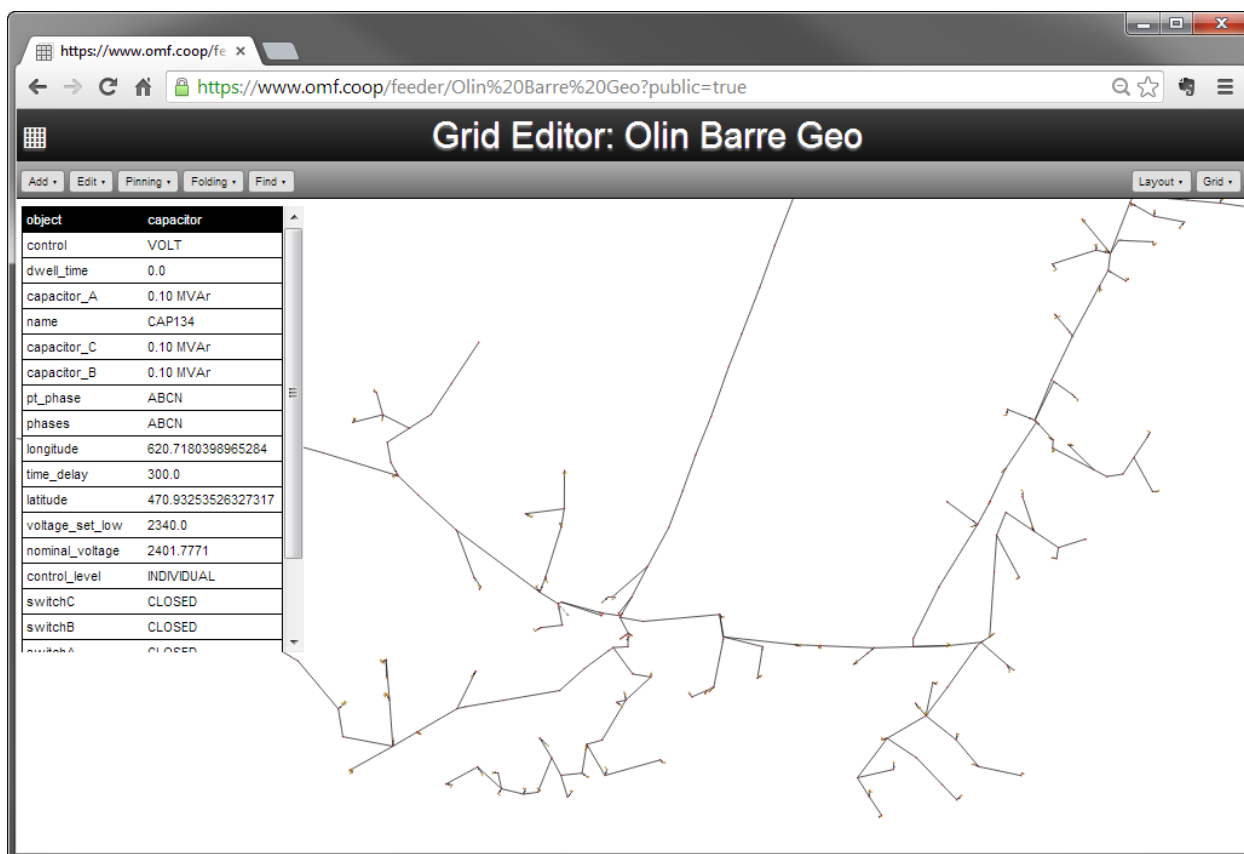 https://www.omf.coop/fe
https://www.omf.coop/feeder/Olin%20Barre%20Geo?public=true
Grid Editor: Olin Barre Geo
Add Edit Pinning Folding Find Layout Grid
object capacitor
control VOLT
dwell_time 0.0
capacitor_A 0.10 MVAr
name CAP134
capacitor_C 0.10 MVAr
capacitor_B 0.10 MVAr
pt_phase ABCN
phases ABCN
longitude 620.7180398965284
time_delay 300.0
latitude 470.93253526327317
voltage_set_low 2340.0
nominal_voltage 2401.7771
control_level INDIVIDUAL
switchC CLOSED
switchB CLOSED
switchA CLOSED